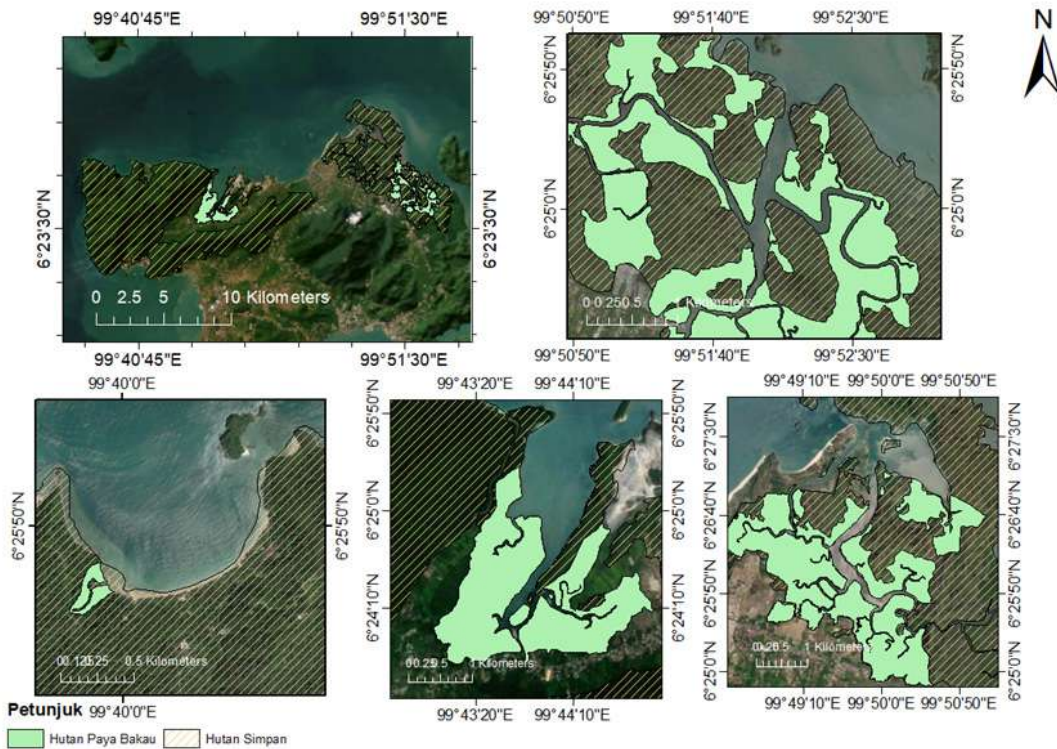 99°40'45"E 99°51'30"E
6°23'30"N
6°23'30"N
0 2.5 5 10 Kilometers
99°40'45"E 99°51'30"E
99°50'50"E 99°51'40"E 99°52'30"E
6°25'50"N
6°25'0"N
6°25'50"N
6°25'0"N
0 0.250.5 1 Kilometers
99°50'50"E 99°51'40"E 99°52'30"E
N
99°40'0"E
6°25'50"N
6°25'50"N
0.5 Kilometers
99°40'0"E
99°43'20"E 99°44'10"E
6°25'50"N
6°25'0"N
6°24'10"N
6°25'50"N
6°25'0"N
6°24'10"N
1 Kilometers
99°43'20"E 99°44'10"E
99°49'10"E 99°50'0"E 99°50'50"E
6°27'30"N
6°26'40"N
6°25'50"N
6°25'0"N
6°27'30"N
6°26'40"N
6°25'50"N
6°25'0"N
1 Kilometers
99°49'10"E 99°50'0"E 99°50'50"E
Petunjuk
Hutan Paya Bakau
Hutan Simpan